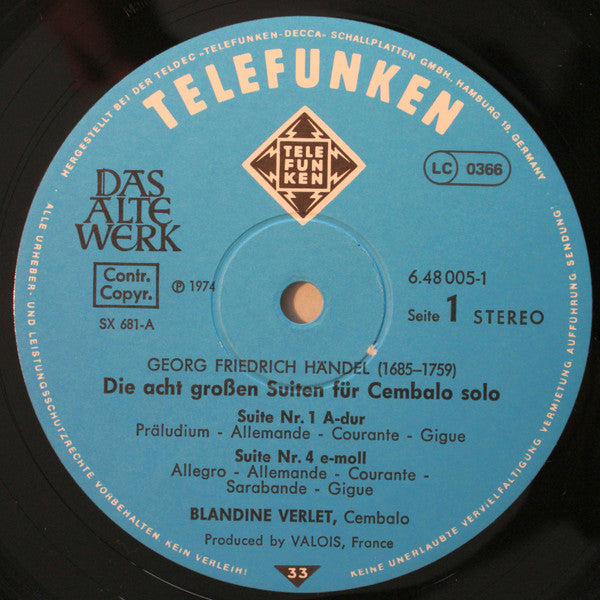 HERGESTELLT BEI DER TELDEC »TELEFUNKEN-DECCA« SCHALLPLATTEN GMBH., HAMBURG 19, GERMANY
TELEFUNKEN
TELE
FUN
KEN
LC 0366
DAS
ALTE
WERK
Contr.
Copyr.
℗ 1974
SX 681-A
6.48 005-1
Seite 1 STEREO
GEORG FRIEDRICH HÄNDEL (1685–1759)
Die acht großen Suiten für Cembalo solo
Suite Nr. 1 A-dur
Präludium - Allemande - Courante - Gigue
Suite Nr. 4 e-moll
Allegro - Allemande - Courante -
Sarabande - Gigue
BLANDINE VERLET, Cembalo
Produced by VALOIS, France
33
ALLE URHEBER- UND LEISTUNGSSCHUTZRECHTE VORBEHALTEN KEIN VERLEIH!
KEINE UNERLAUBTE VERVIELFÄLTIGUNG VERMIETUNG AUFFÜHRUNG SENDUNG!